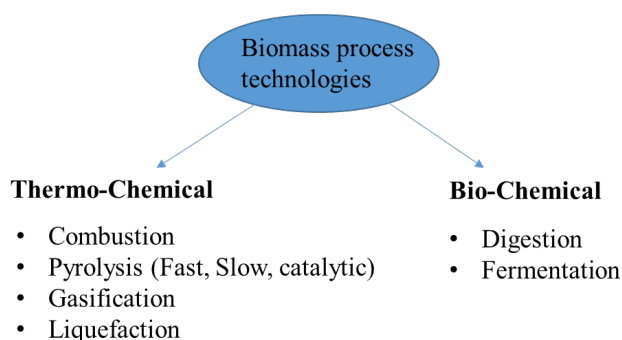 Biomass process
technologies
Thermo-Chemical
• Combustion
• Pyrolysis (Fast, Slow, catalytic)
• Gasification
• Liquefaction
Bio-Chemical
• Digestion
• Fermentation